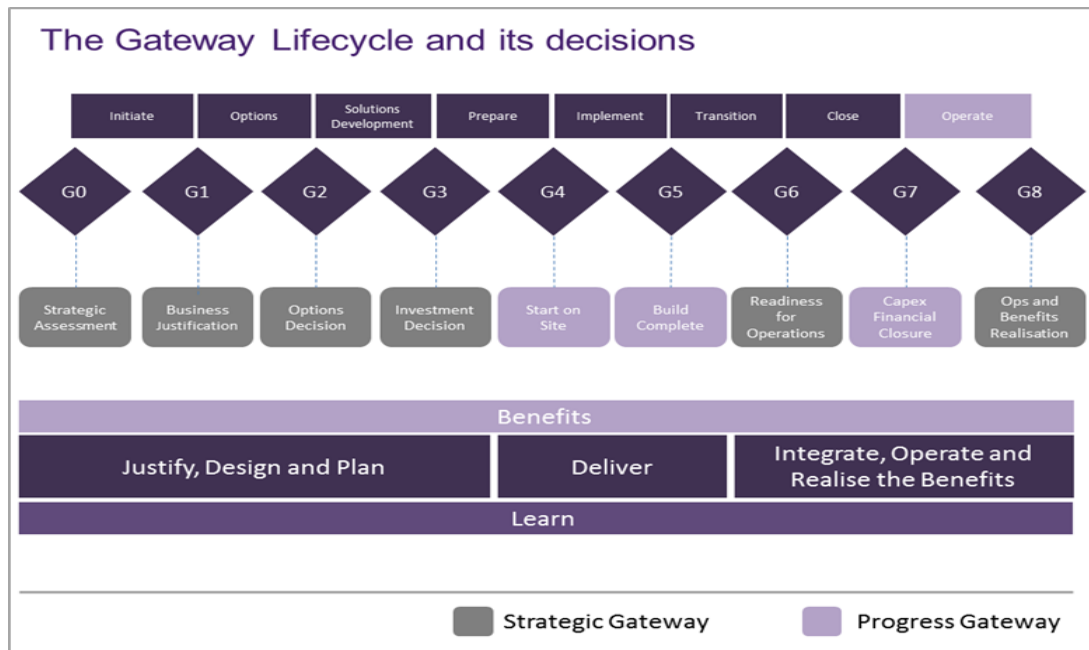 The Gateway Lifecycle and its decisions
Initiate
Options
Solutions
Development
Prepare
Implement
Transition
Close
Operate
G0
G1
G2
G3
G4
G5
G6
G7
G8
Strategic
Assessment
Business
Justification
Options
Decision
Investment
Decision
Start on
Site
Build
Complete
Readiness
for
Operations
Capex
Financial
Closure
Ops and
Benefits
Realisation
Benefits
Justify, Design and Plan
Deliver
Integrate, Operate and
Realise the Benefits
Learn
Strategic Gateway
Progress Gateway